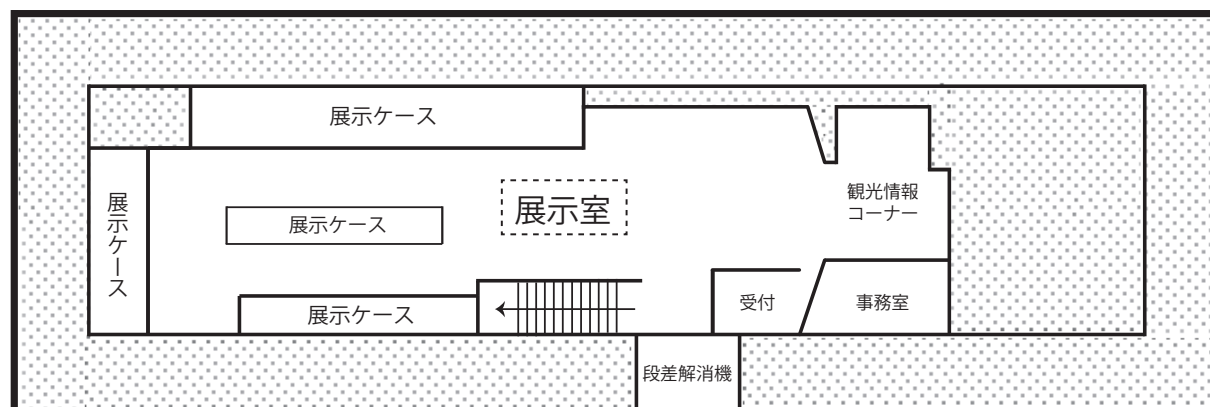 展示ケース
展示ケース
展示ケース
展示室
観光情報
コーナー
展示ケース
受付
事務室
段差解消機